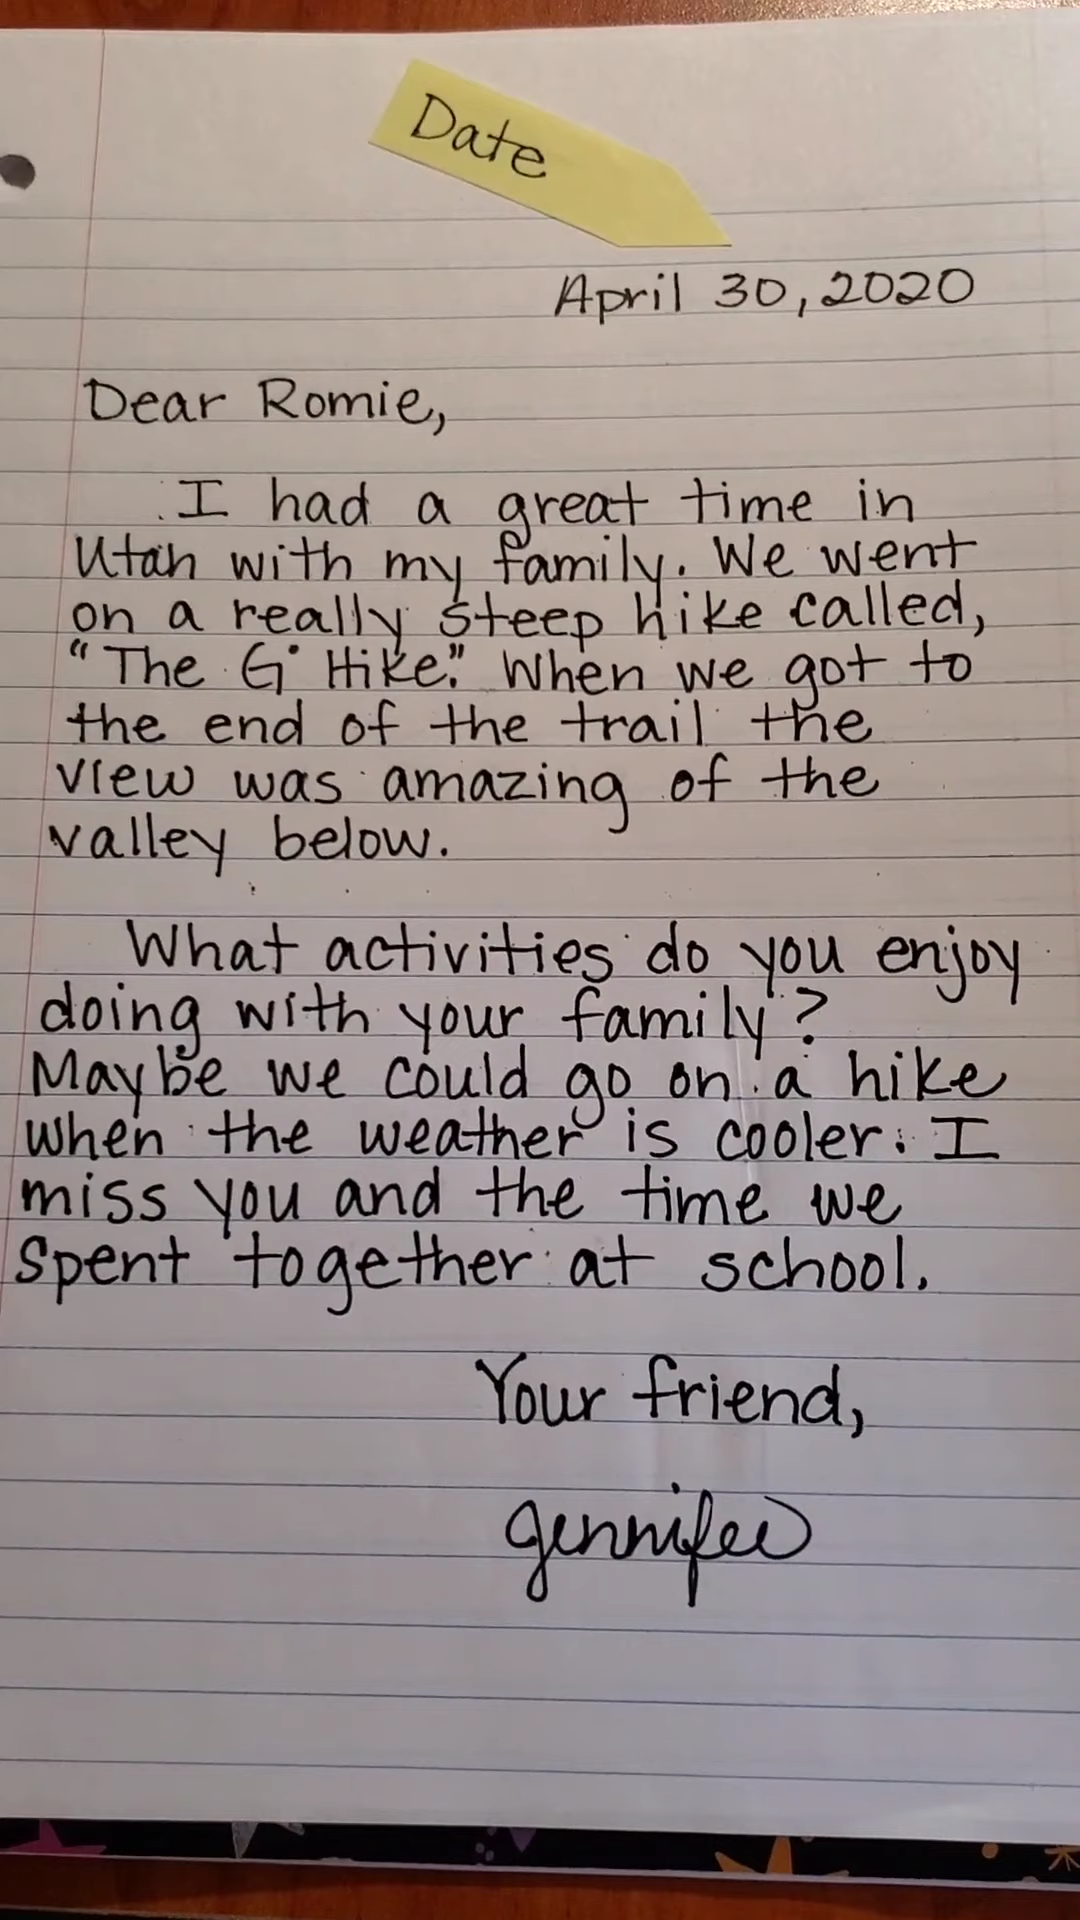 Date
April 30, 2020
Dear Romie,
I had a great time in
Utah with my family. We went
on a really steep hike called,
"The G Hike." When we got to
the end of the trail the
view was amazing of the
valley below.
What activities do you enjoy
doing with your family?
Maybe we could go on a hike
when the weather is cooler. I
miss you and the time we
spent together at school.
Your friend,
Jennifer